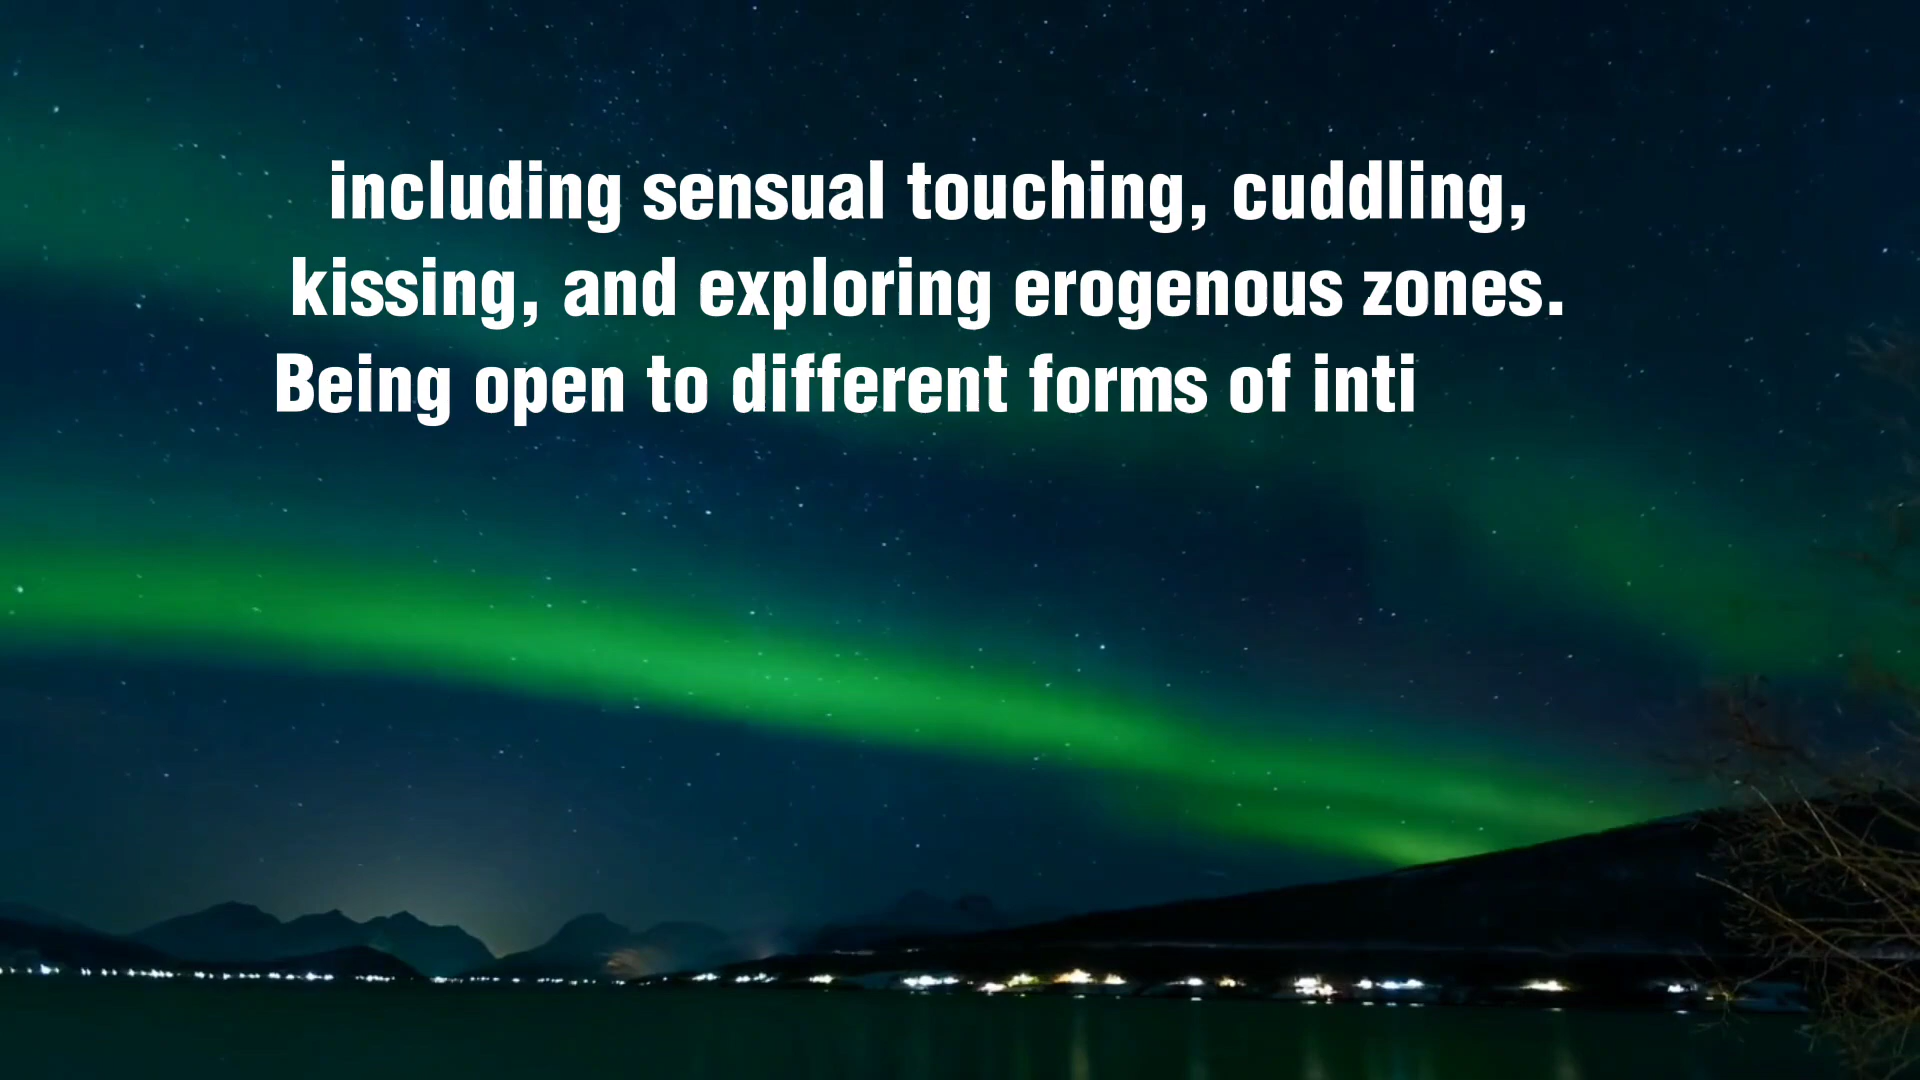 including sensual touching, cuddling,
kissing, and exploring erogenous zones.
Being open to different forms of inti